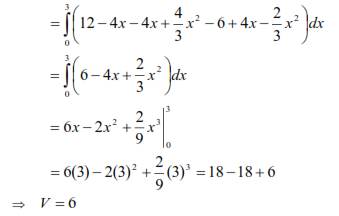 = ∫₀³ (12 − 4x − 4x + 4/3 x² − 6 + 4x − 2/3 x²) dx
= ∫₀³ (6 − 4x + 2/3 x²) dx
= 6x − 2x² + 2/9 x³ |₀³
= 6(3) − 2(3)² + 2/9 (3)³ = 18 − 18 + 6
⇒ V = 6